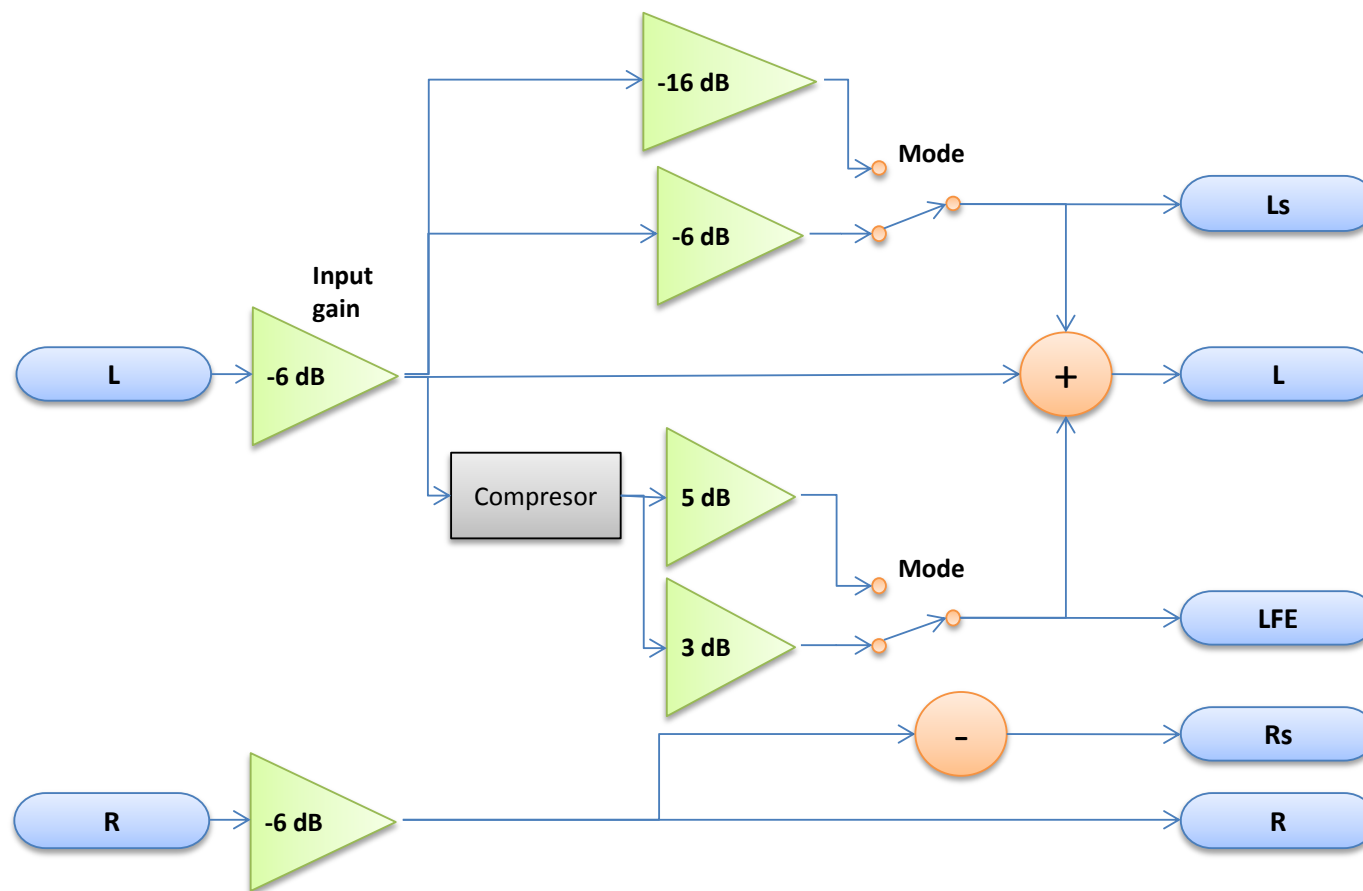 -16 dB
Mode
Ls
-6 dB
Input
gain
L
-6 dB
+
L
5 dB
Compresor
Mode
LFE
3 dB
-
Rs
R
-6 dB
R